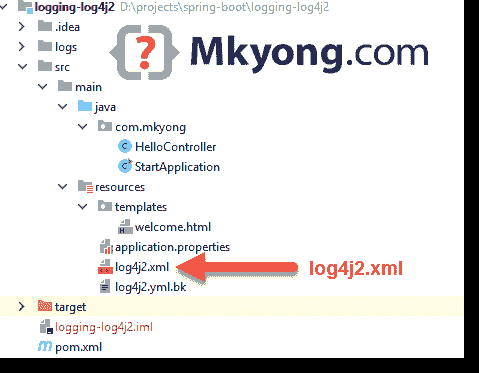 logging-log4j2 D:\projects\spring-boot\logging-log4j2
.idea
logs
src
{?} Mkyong.com
main
java
com.mkyong
HelloController
StartApplication
resources
templates
welcome.html
application.properties
log4j2.xml log4j2.xml
log4j2.yml.bk
target
logging-log4j2.iml
pom.xml